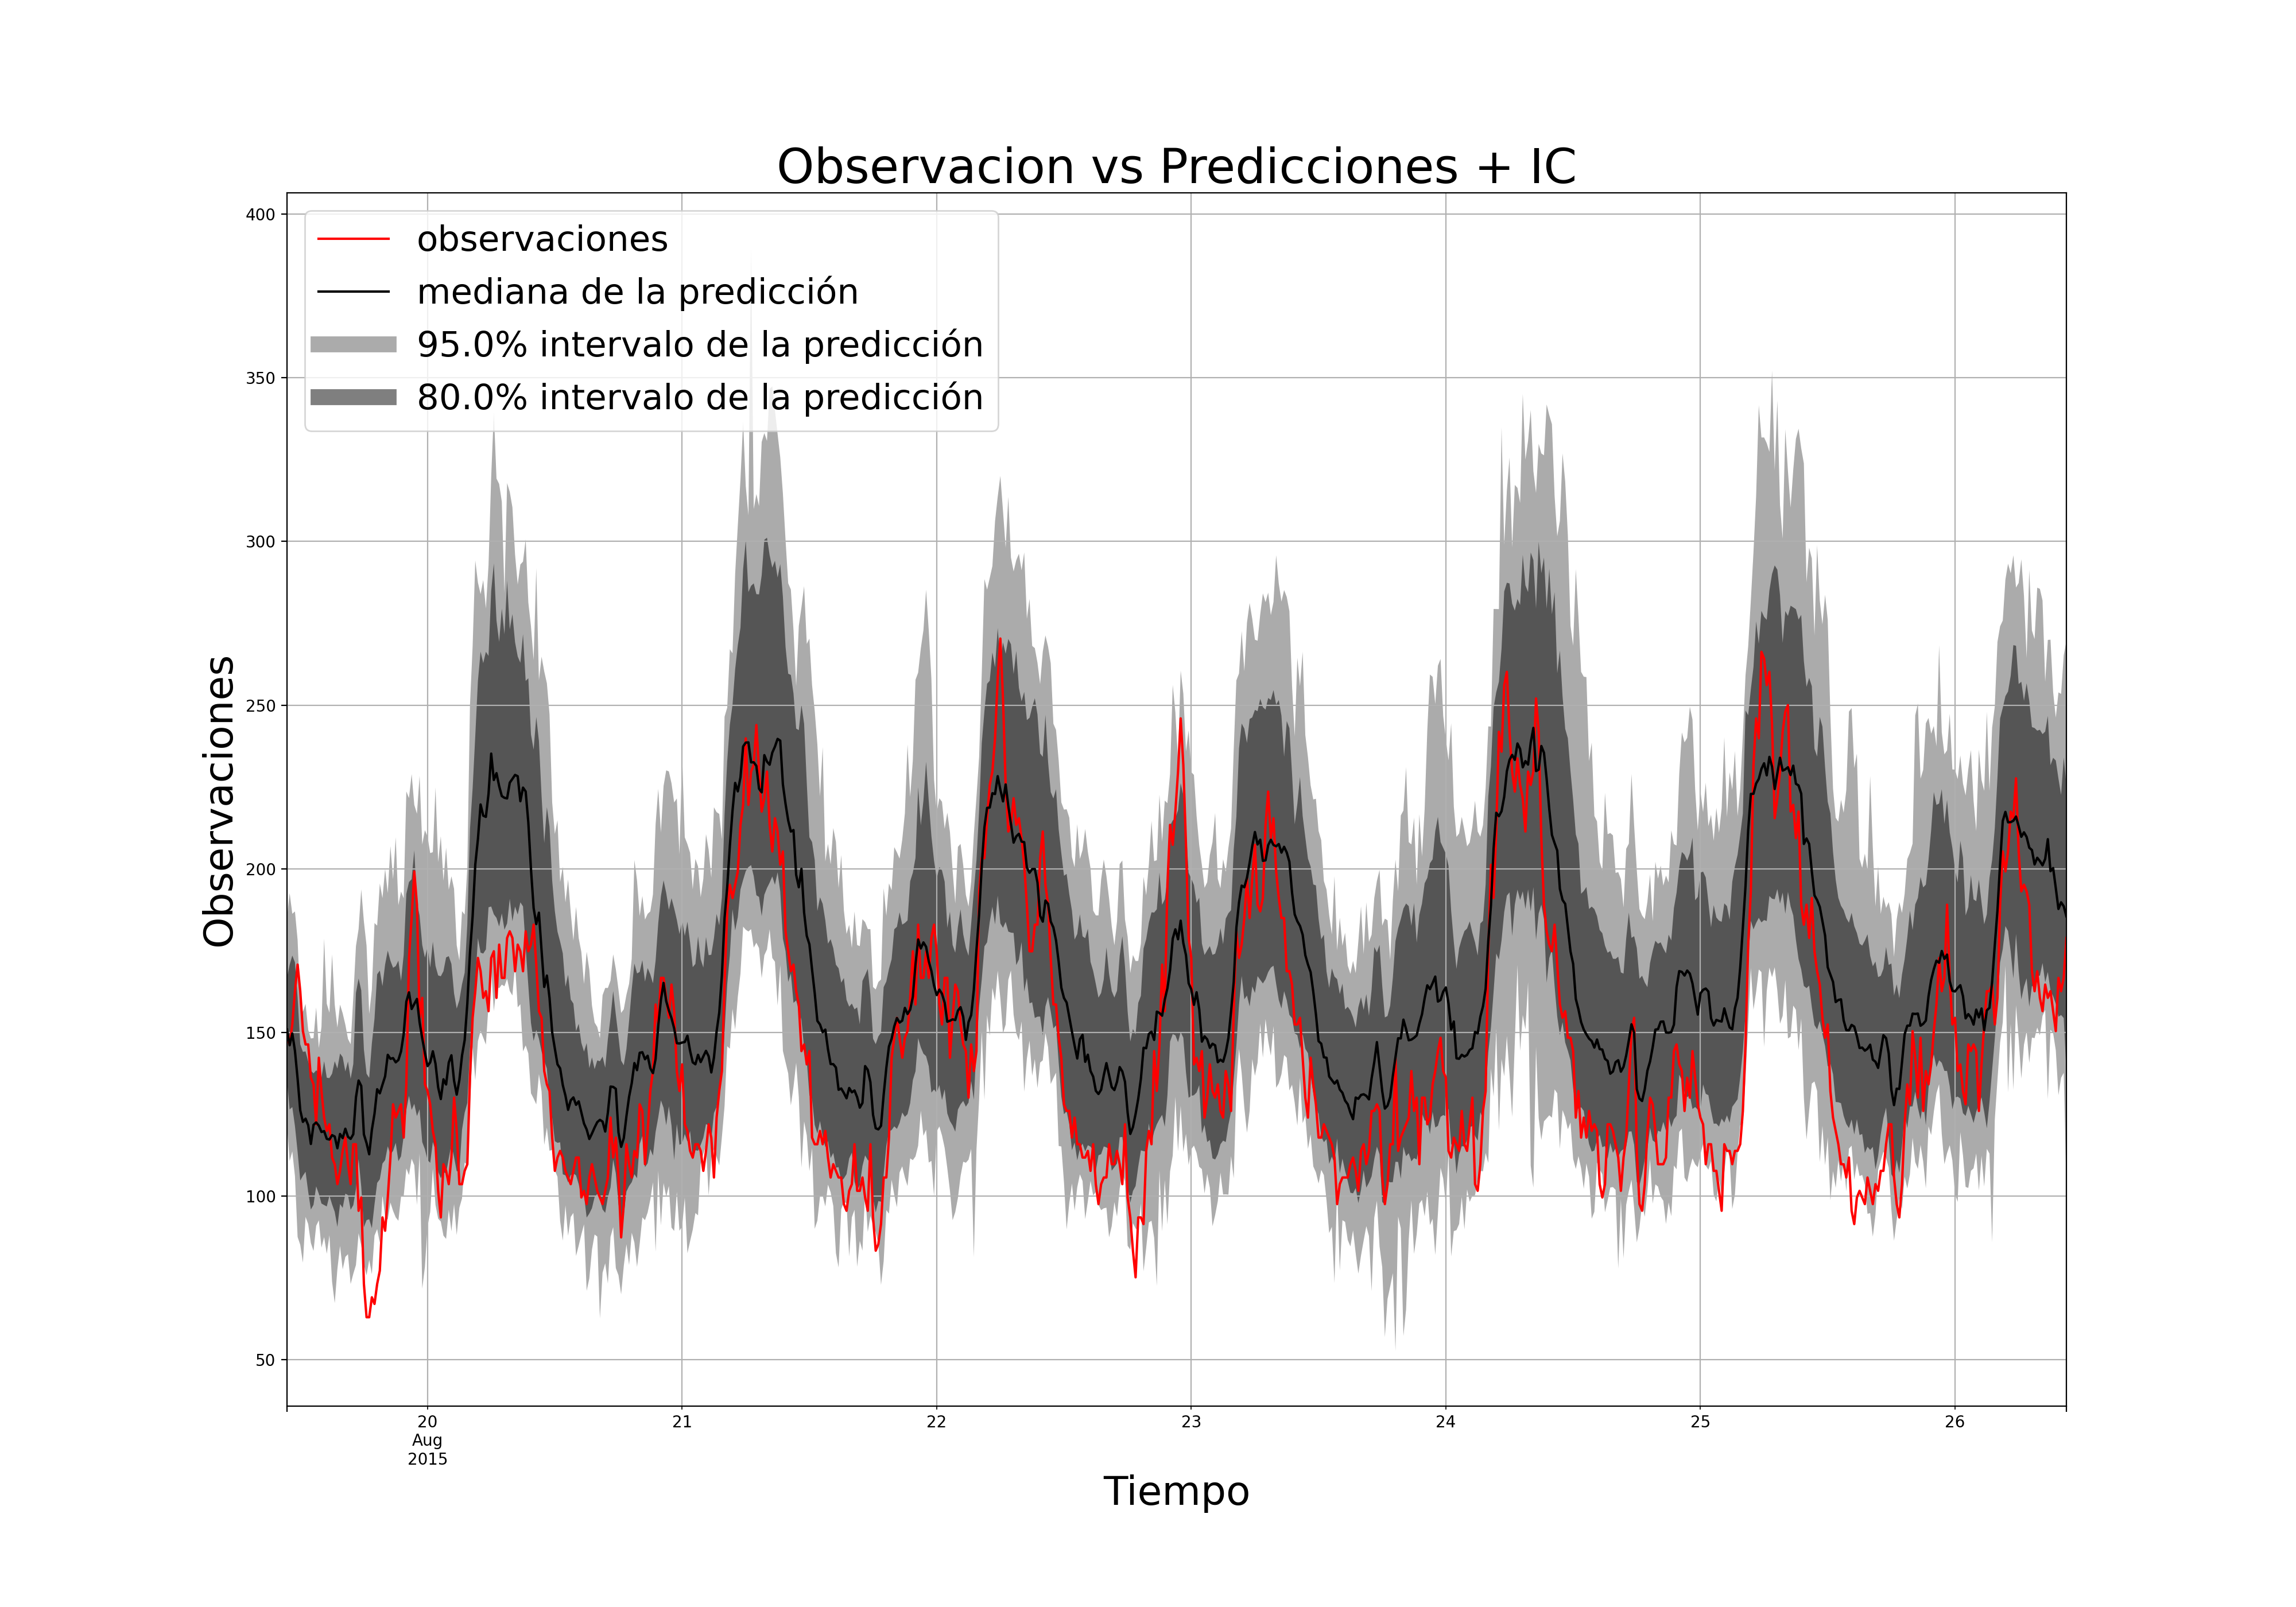 Observacion vs Predicciones + IC
observaciones
mediana de la predicción
95.0% intervalo de la predicción
80.0% intervalo de la predicción
Observaciones
400
350
300
250
200
150
100
50
20
Aug
2015
21
22
23
24
25
26
Tiempo